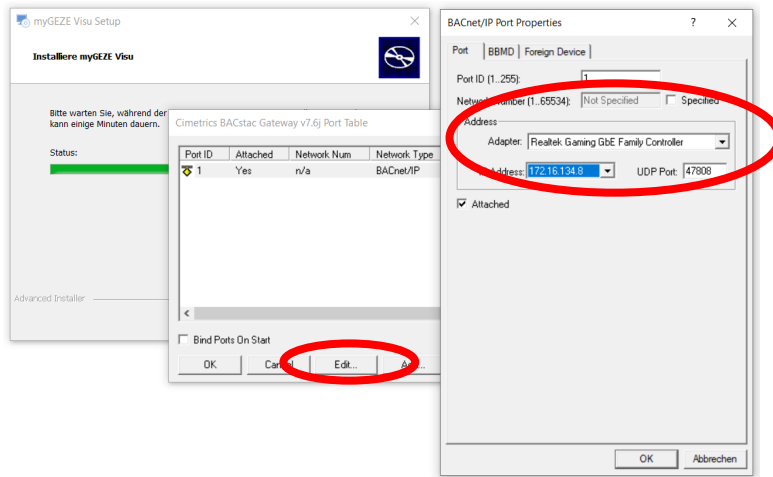 myGEZE Visu Setup
Installiere myGEZE Visu
Bitte warten Sie, während der
kann einige Minuten dauern.
Status:
Advanced Installer
Cimetrics BACstac Gateway v7.6j Port Table
Port ID Attached Network Num Network Type
1 Yes n/a BACnet/IP
Bind Ports On Start
OK Edit...
BACnet/IP Port Properties ?
Port BBMD Foreign Device
Port ID (1..255): 1
(1..65534): Not Specified Specified
Address
Adapter: Realtek Gaming GbE Family Controller
Address: 172.16.134.8 UDP Port: 47808
Attached
OK Abbrechen